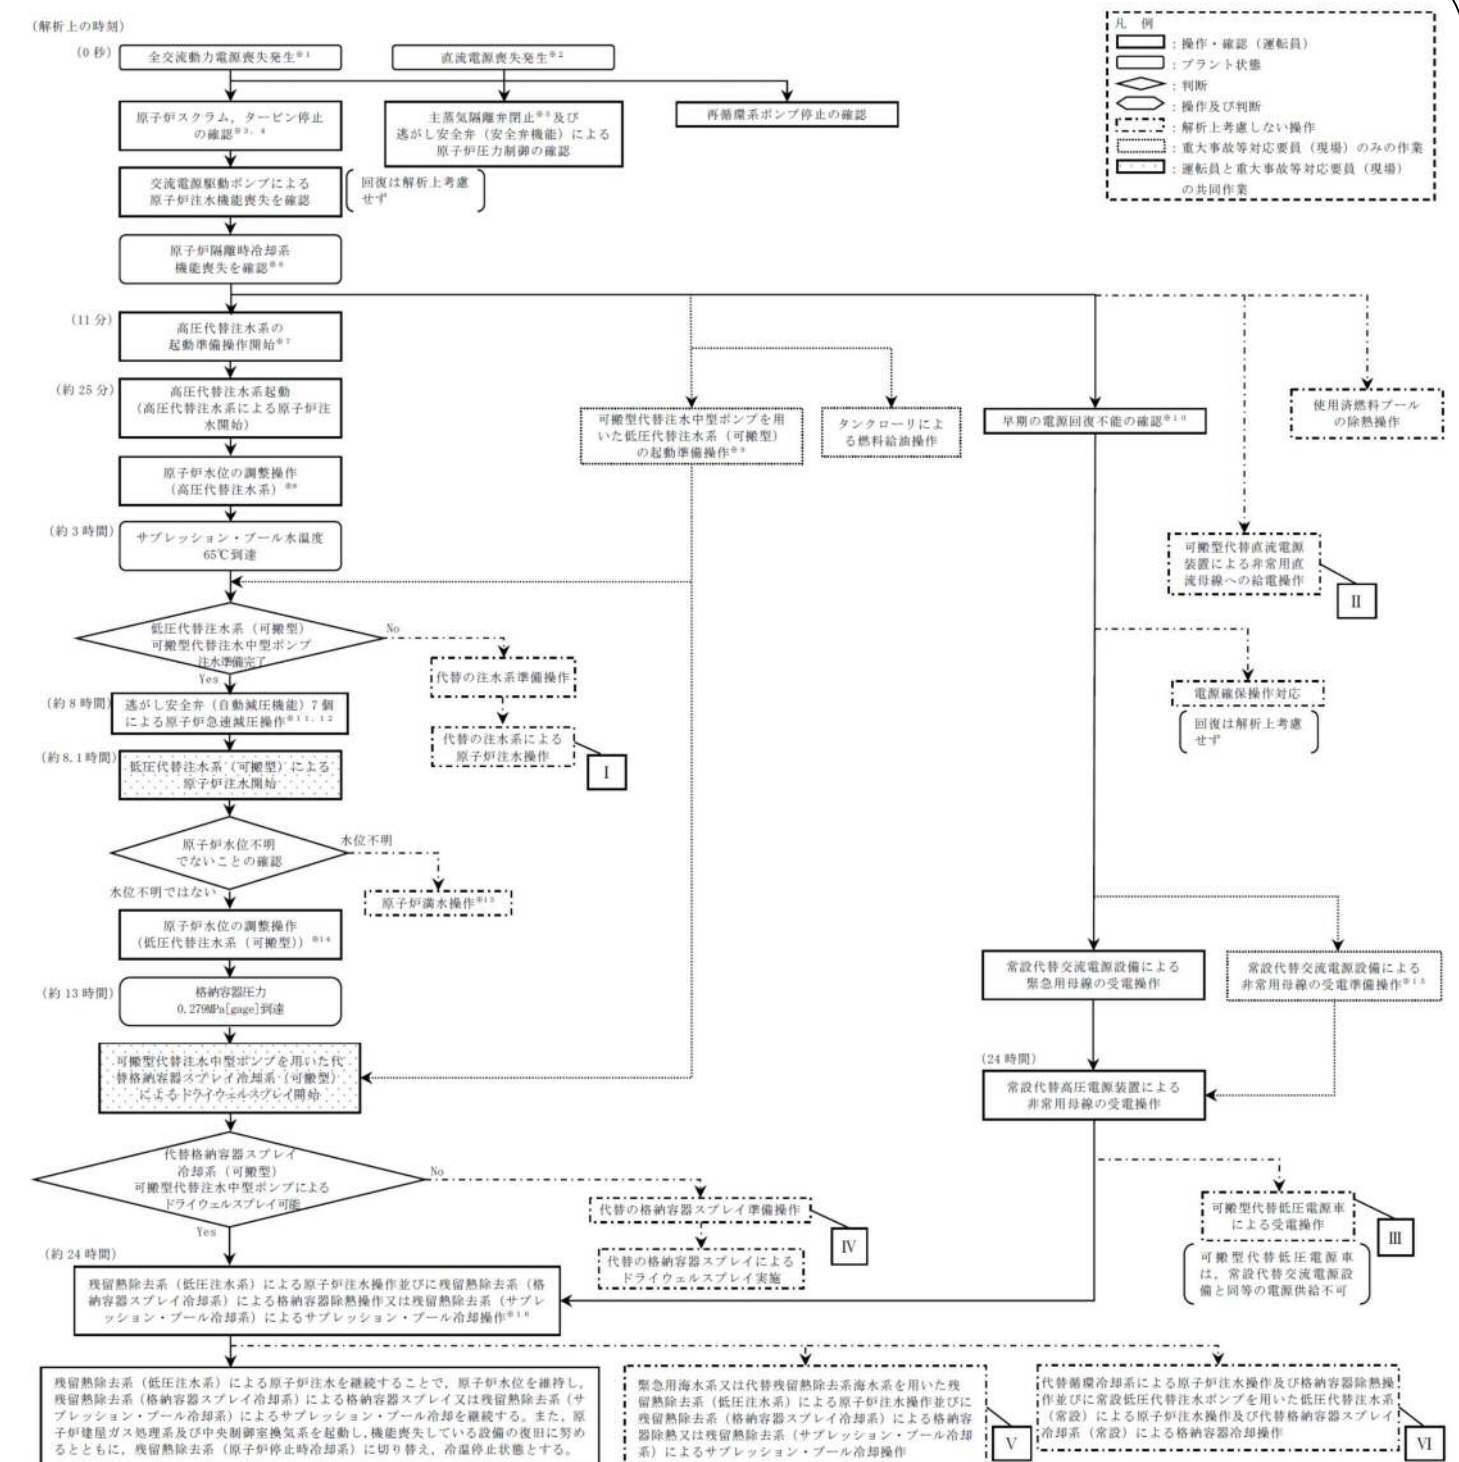 (解析上の時刻)
(0 秒)
全交流動力電源喪失発生※1
直流電源喪失発生※2
凡 例
：操作・確認（運転員）
：プラント状態
：判断
：操作及び判断
：解析上考慮しない操作
：重大事故等対応要員（現場）のみの作業
：運転員と重大事故等対応要員（現場）
の共同作業
原子炉スクラム，タービン停止
の確認※3，4
主蒸気隔離弁閉止※5及び
逃がし安全弁（安全弁機能）による
原子炉圧力制御の確認
再循環系ポンプ停止の確認
交流電源駆動ポンプによる
原子炉注水機能喪失を確認
回復は解析上考慮
せず
原子炉隔離時冷却系
機能喪失を確認※6
(11 分)
高圧代替注水系の
起動準備操作開始※7
(約 25 分)
高圧代替注水系起動
（高圧代替注水系による原子炉注
水開始）
可搬型代替注水中型ポンプを用
いた低圧代替注水系（可搬型）
の起動準備操作※9
タンクローリによ
る燃料給油操作
早期の電源回復不能の確認※10
使用済燃料プール
の除熱操作
原子炉水位の調整操作
（高圧代替注水系）※8
(約 3 時間)
サプレッション・プール水温度
65℃到達
可搬型代替直流電源
装置による非常用直
流母線への給電操作
Ⅱ
低圧代替注水系（可搬型）
可搬型代替注水中型ポンプ
注水準備完了
No
Yes
代替の注水系準備操作
代替の注水系による
原子炉注水操作
Ⅰ
電源確保操作対応
回復は解析上考慮
せず
(約 8 時間)
逃がし安全弁（自動減圧機能）7 個
による原子炉急速減圧操作※11，12
(約 8.1 時間)
低圧代替注水系（可搬型）による
原子炉注水開始
原子炉水位不明
でないことの確認
水位不明
水位不明ではない
原子炉満水操作※13
原子炉水位の調整操作
（低圧代替注水系（可搬型））※14
常設代替交流電源設備による
緊急用母線の受電操作
常設代替交流電源設備による
非常用母線の受電準備操作※15
(約 13 時間)
格納容器圧力
0.279MPa[gage]到達
可搬型代替注水中型ポンプを用いた代
替格納容器スプレイ冷却系（可搬型）
によるドライウェルスプレイ開始
(24 時間)
常設代替高圧電源装置による
非常用母線の受電操作
代替格納容器スプレイ
冷却系（可搬型）
可搬型代替注水中型ポンプによる
ドライウェルスプレイ可能
No
Yes
代替の格納容器スプレイ準備操作
代替の格納容器スプレイによる
ドライウェルスプレイ実施
Ⅳ
可搬型代替低圧電源車
による受電操作
Ⅲ
可搬型代替低圧電源車
は，常設代替交流電源設
備と同等の電源供給不可
(約 24 時間)
残留熱除去系（低圧注水系）による原子炉注水操作並びに残留熱除去系（格
納容器スプレイ冷却系）による格納容器除熱操作又は残留熱除去系（サプレ
ッション・プール冷却系）によるサプレッション・プール冷却操作※16
残留熱除去系（低圧注水系）による原子炉注水を継続することで，原子炉水位を維持し，
残留熱除去系（格納容器スプレイ冷却系）による格納容器スプレイ又は残留熱除去系（サ
プレッション・プール冷却系）によるサプレッション・プール冷却を継続する。また，原
子炉建屋ガス処理系及び中央制御室換気系を起動し，機能喪失している設備の復旧に努め
るとともに，残留熱除去系（原子炉停止時冷却系）に切り替え，冷温停止状態とする。
緊急用海水系又は代替残留熱除去系海水系を用いた残
留熱除去系（低圧注水系）による原子炉注水操作並びに
残留熱除去系（格納容器スプレイ冷却系）による格納容
器除熱又は残留熱除去系（サプレッション・プール冷却
系）によるサプレッション・プール冷却操作
Ⅴ
代替循環冷却系による原子炉注水操作及び格納容器除熱操
作並びに常設低圧代替注水ポンプを用いた低圧代替注水系
（常設）による原子炉注水操作及び代替格納容器スプレイ
冷却系（常設）による格納容器冷却操作
Ⅵ